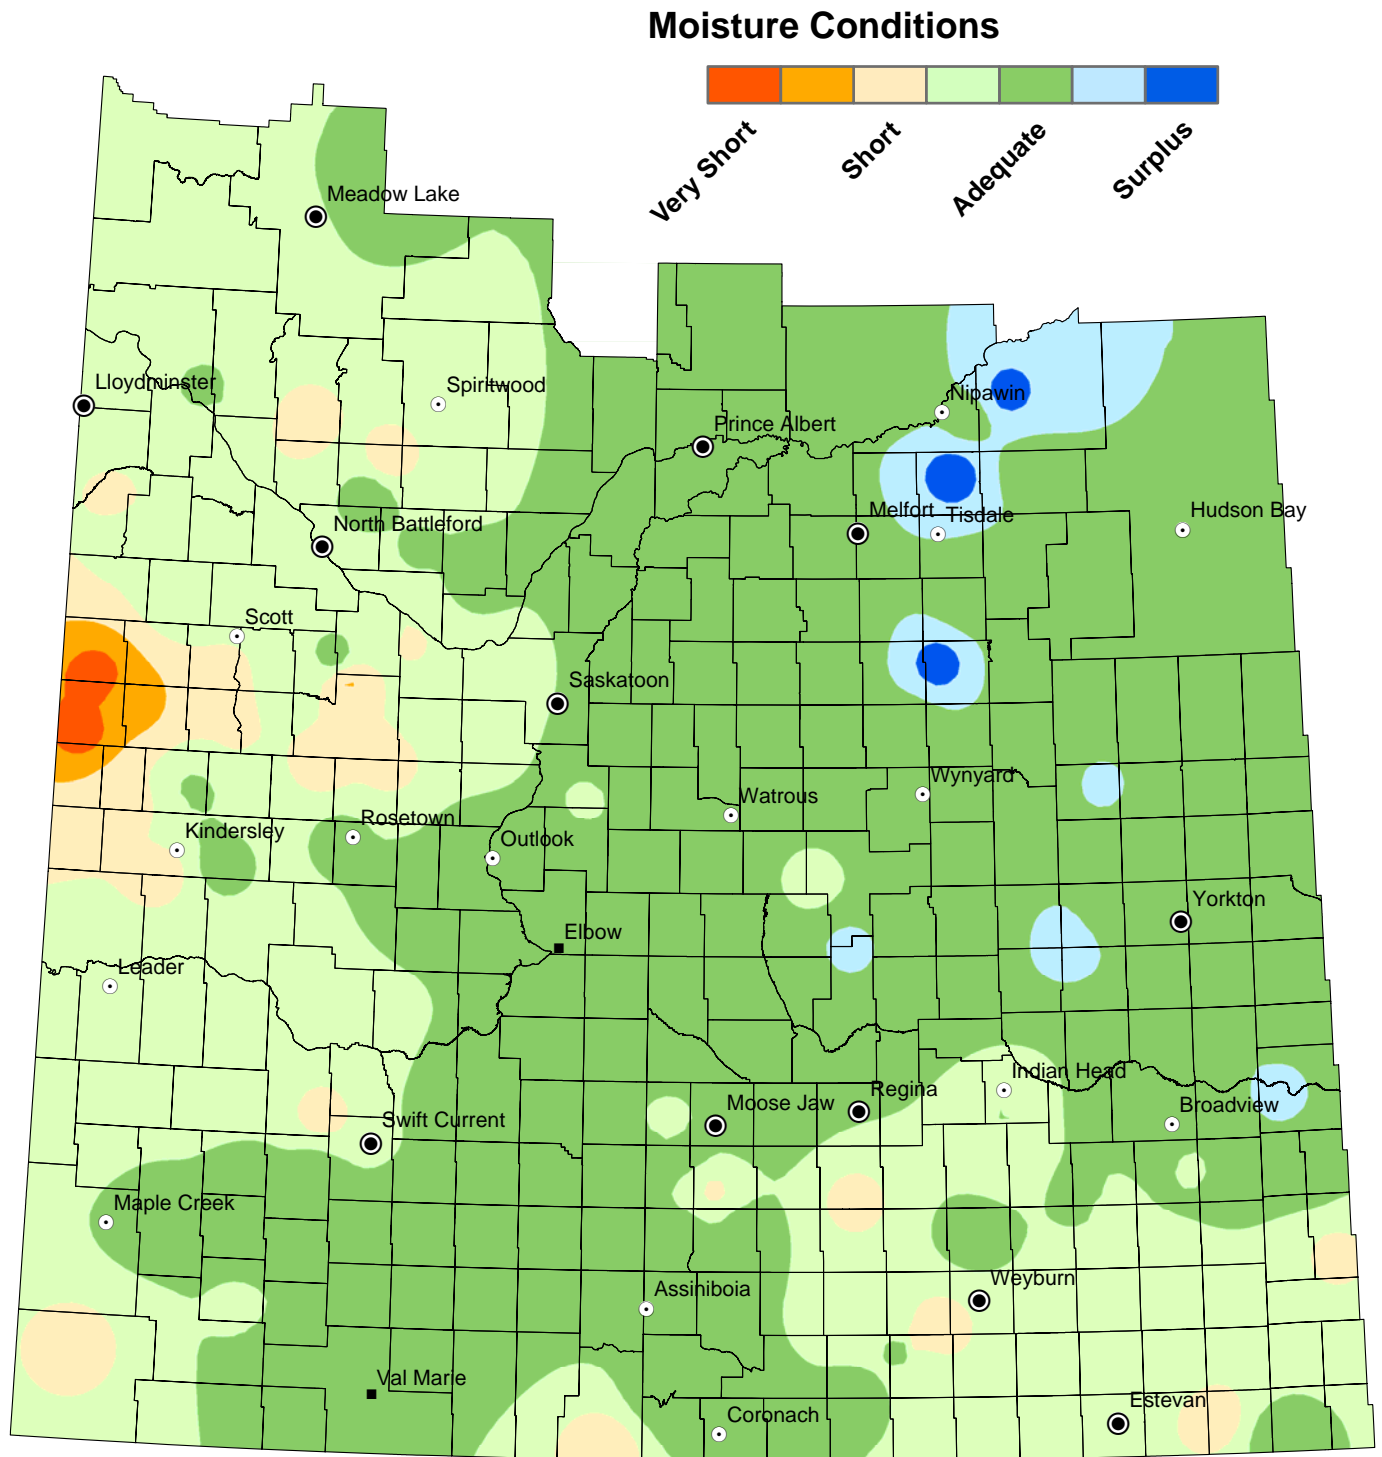 Moisture Conditions
Very Short
Short
Adequate
Surplus
Meadow Lake
Lloydminster
Spiritwood
Nipawin
Prince Albert
North Battleford
Melfort
Tisdale
Hudson Bay
Scott
Saskatoon
Wynyard
Watrous
Kindersley
Rosetown
Outlook
Yorkton
Elbow
Leader
Indian Head
Regina
Moose Jaw
Broadview
Swift Current
Maple Creek
Weyburn
Assiniboia
Val Marie
Coronach
Estevan